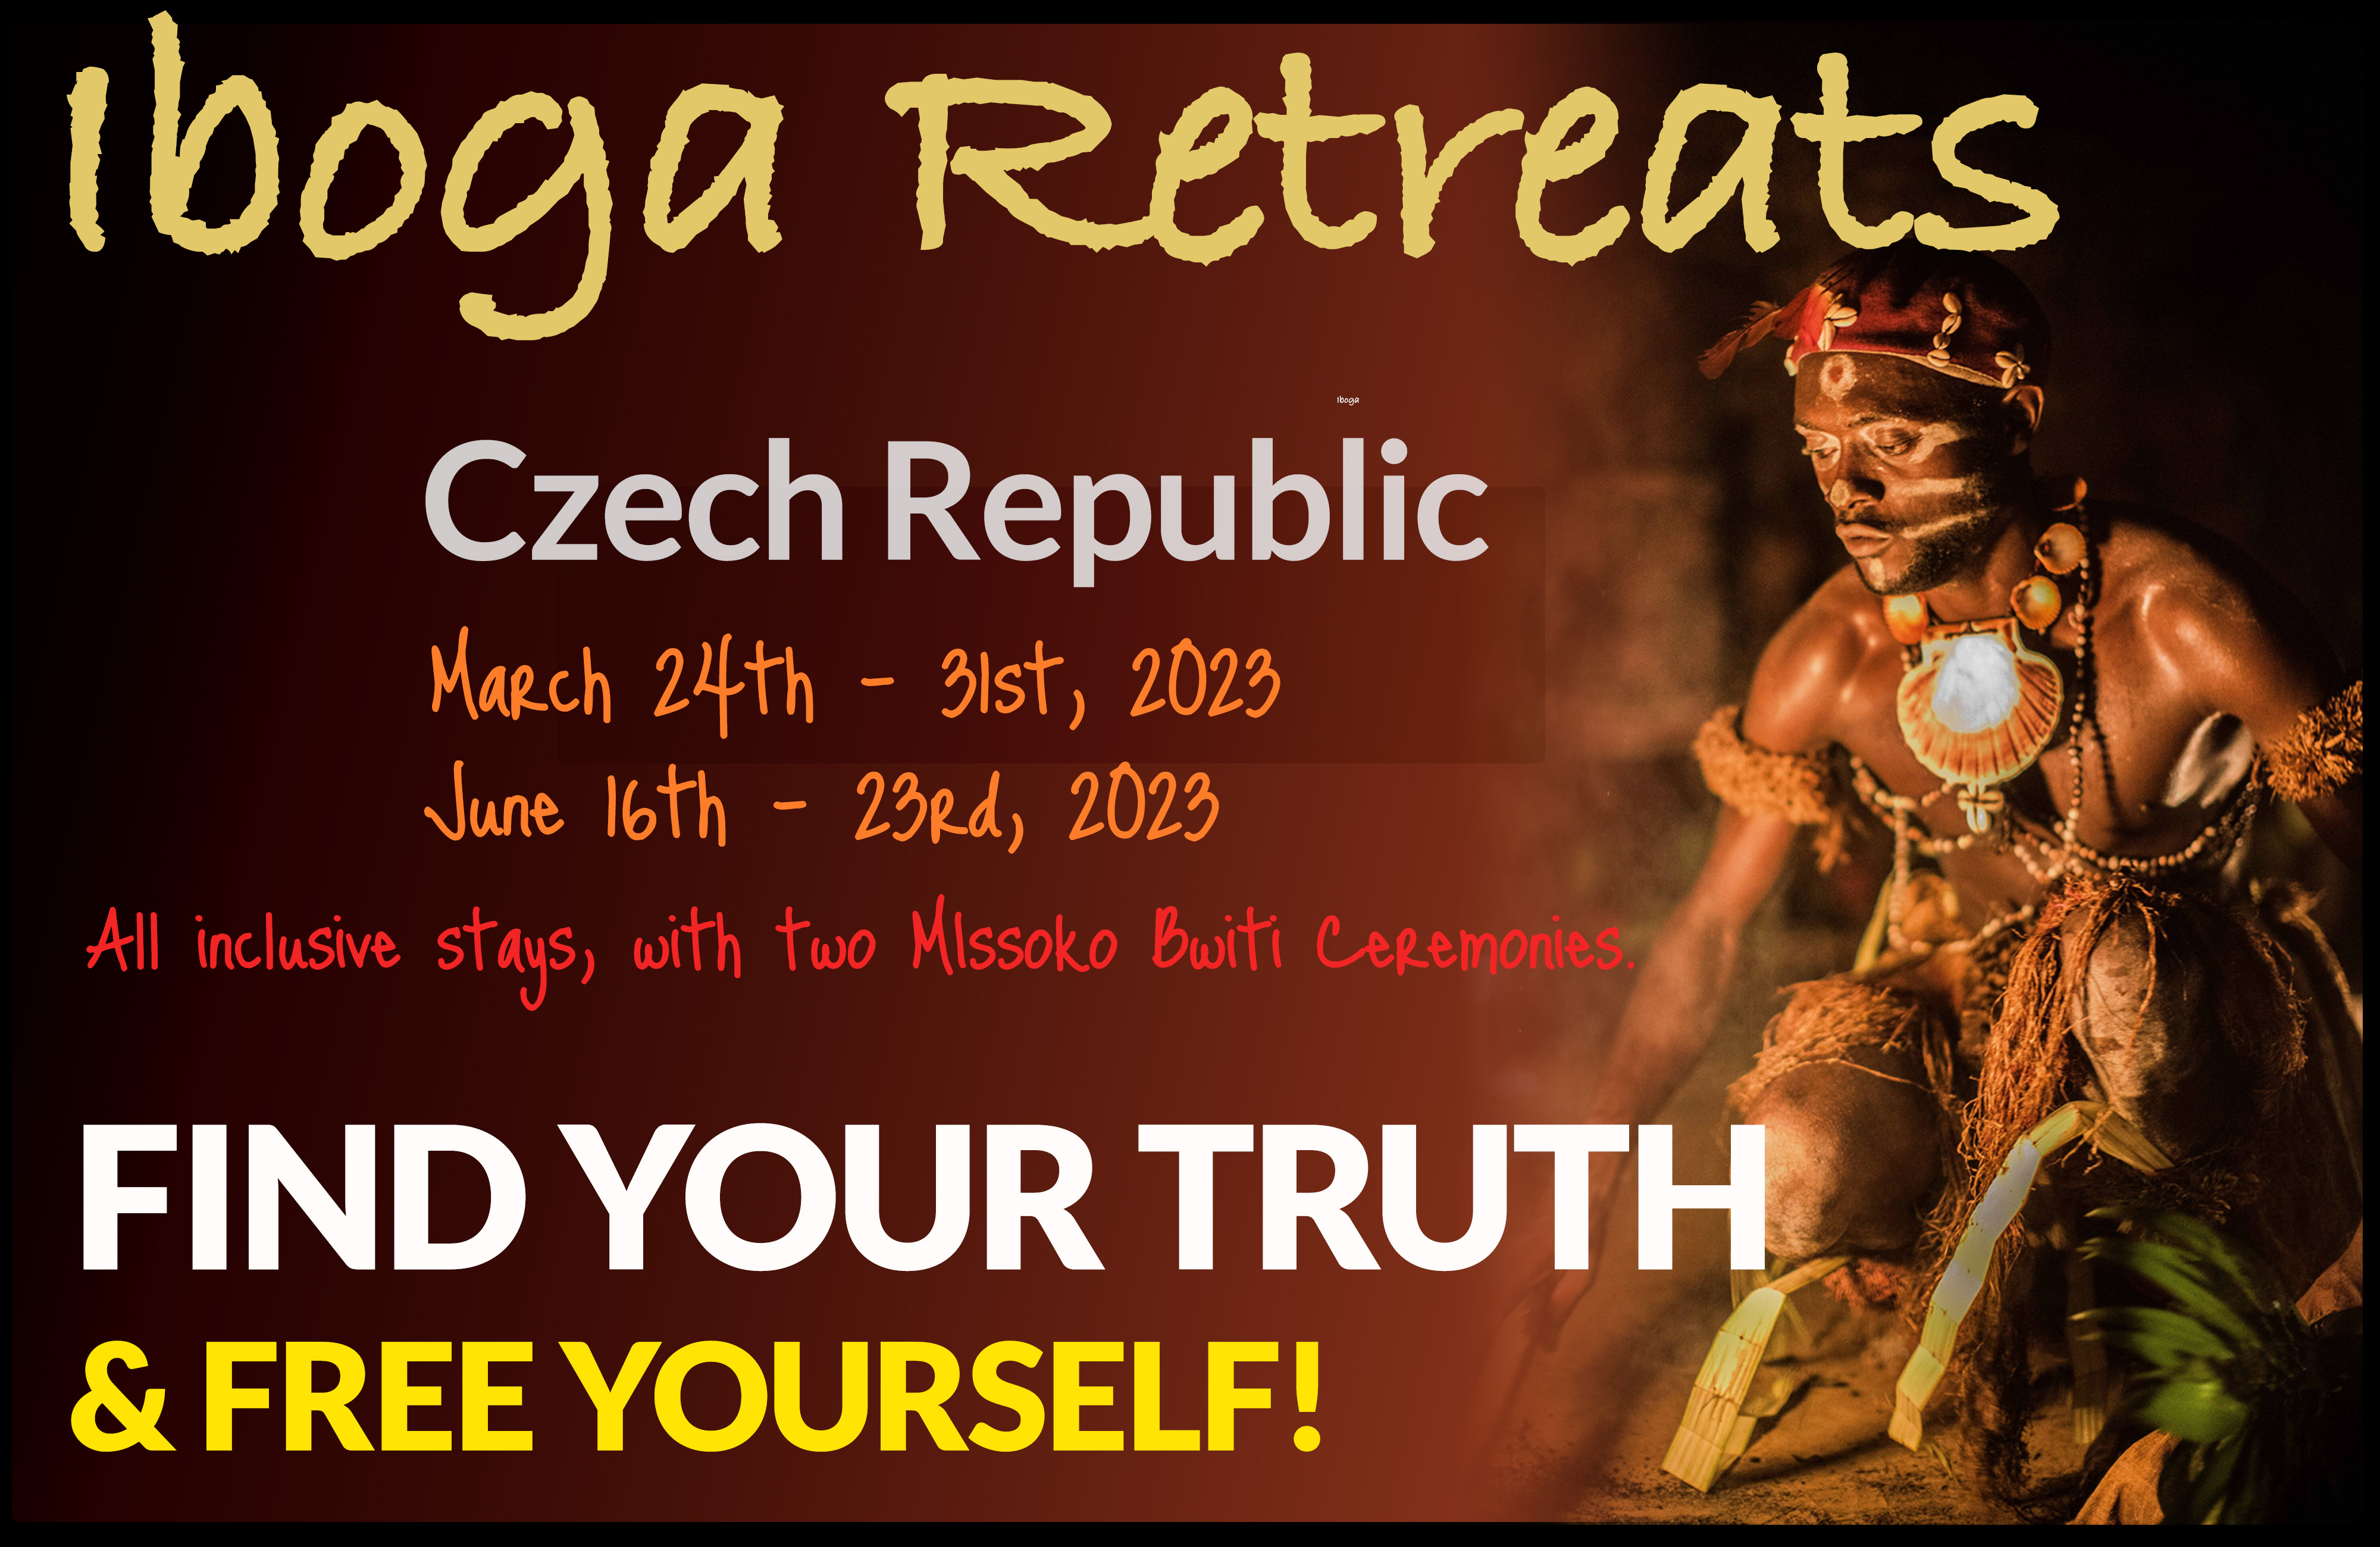 Iboga Retreats
Iboga
Czech Republic
March 24th - 31st, 2023
June 16th - 23rd, 2023
All inclusive stays, with two MIssoko Bwiti Ceremonies.
FIND YOUR TRUTH
& FREE YOURSELF!